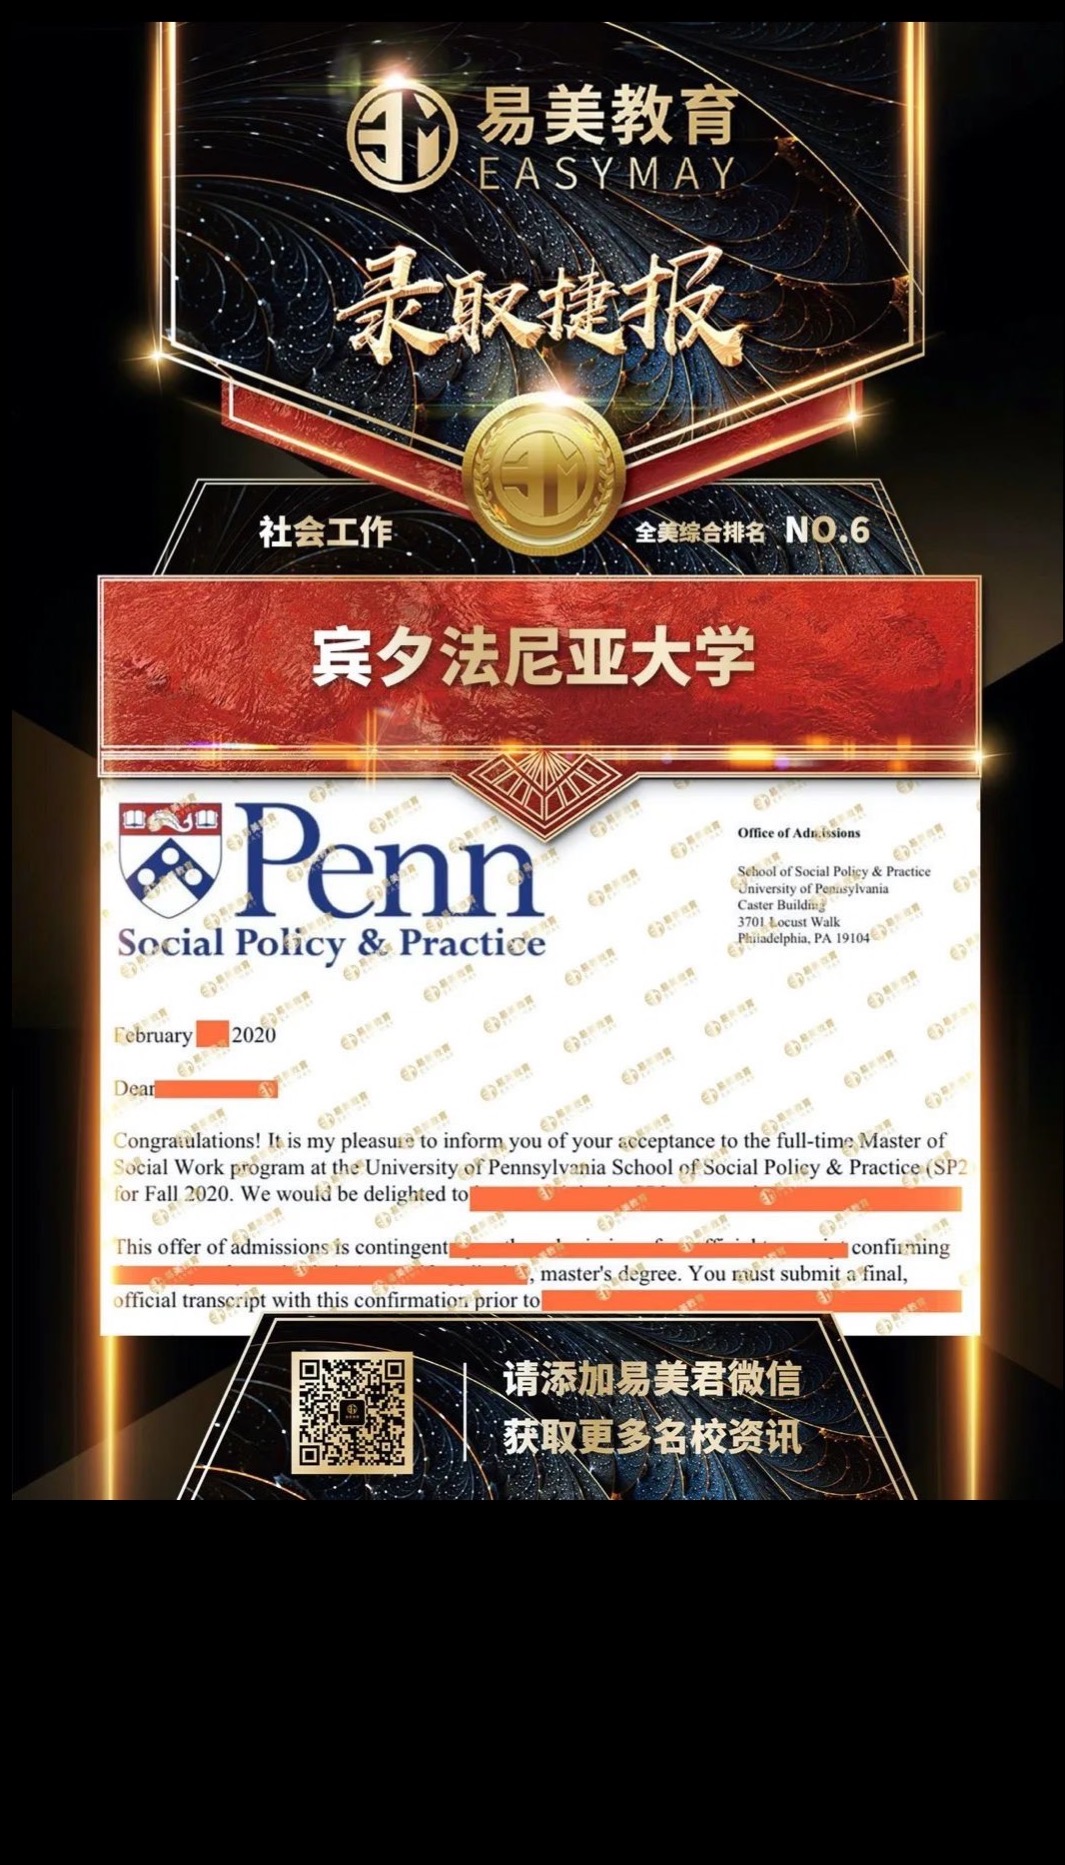 易美教育
EASYMAY
录取捷报
社会工作
全美综合排名 NO.6
宾夕法尼亚大学
Penn
Social Policy & Practice
Office of Admissions
School of Social Policy & Practice
University of Pennsylvania
Caster Building
3701 Locust Walk
Philadelphia, PA 19104
February 2020
Dear
Congratulations! It is my pleasure to inform you of your acceptance to the full-time Master of
Social Work program at the University of Pennsylvania School of Social Policy & Practice (SP2
for Fall 2020. We would be delighted to
This offer of admissions is contingent confirming
, master's degree. You must submit a final,
official transcript with this confirmation prior to
请添加易美君微信
获取更多名校资讯